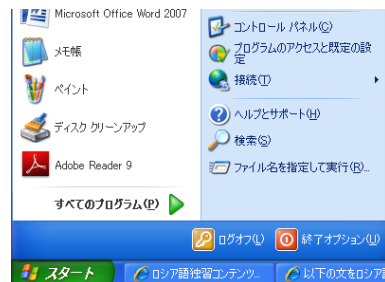 Microsoft Office Word 2007
メモ帳
ペイント
ディスク クリーンアップ
Adobe Reader 9
すべてのプログラム(P)
コントロール パネル(C)
プログラムのアクセスと既定の設
定
接続(T)
ヘルプとサポート(H)
検索(S)
ファイル名を指定して実行(R)...
ログオフ(L)
終了オプション(U)
スタート
ロシア語独習コンテンツ...
以下の文をロシア語